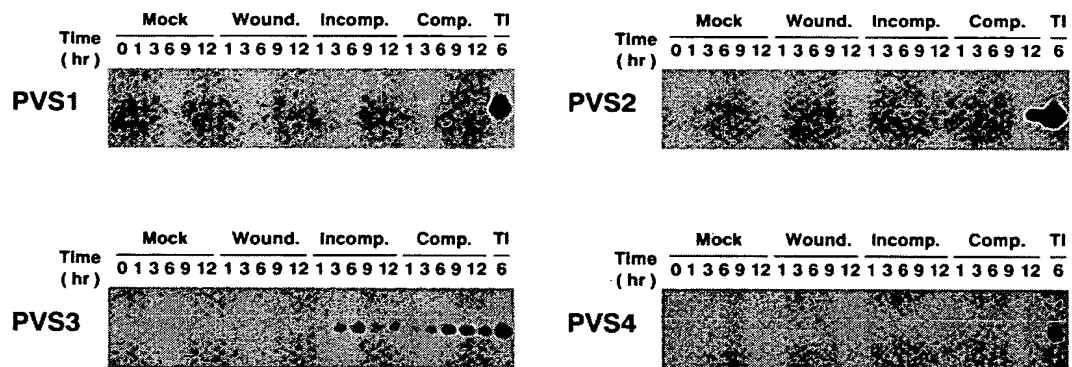 Mock Wound. Incomp. Comp. TI
Time
( hr )
0 1 3 6 9 12 1 3 6 9 12 1 3 6 9 12 1 3 6 9 12 6
PVS1
Mock Wound. Incomp. Comp. TI
Time
( hr )
0 1 3 6 9 12 1 3 6 9 12 1 3 6 9 12 1 3 6 9 12 6
PVS2
Mock Wound. Incomp. Comp. TI
Time
( hr )
0 1 3 6 9 12 1 3 6 9 12 1 3 6 9 12 1 3 6 9 12 6
PVS3
Mock Wound. Incomp. Comp. TI
Time
( hr )
0 1 3 6 9 12 1 3 6 9 12 1 3 6 9 12 1 3 6 9 12 6
PVS4